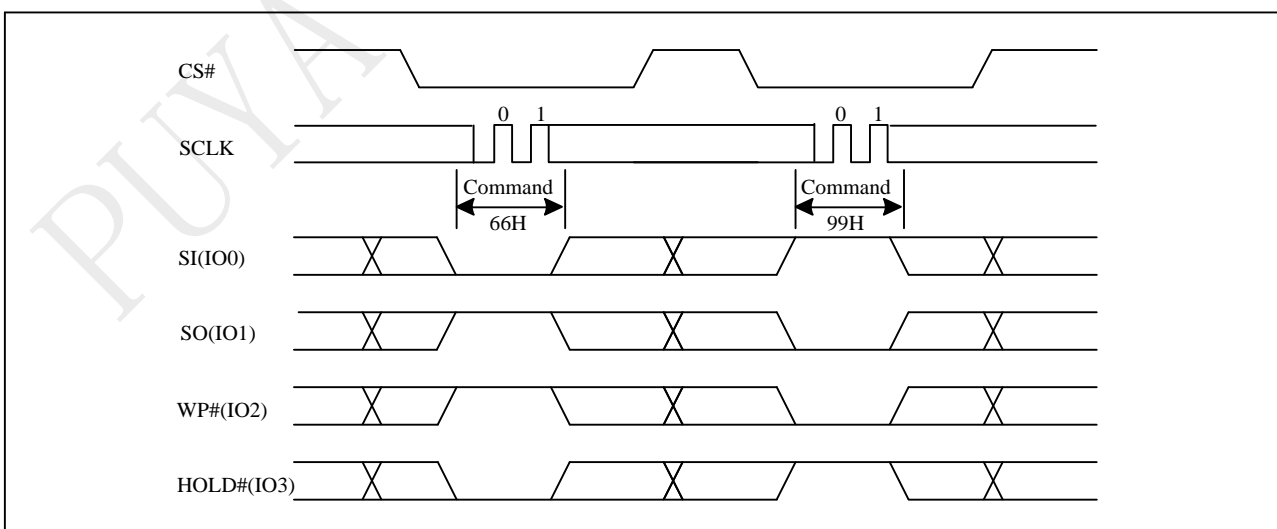 PUYA
CS#
0 1 0 1
SCLK
Command Command
66H 99H
SI(IO0)
SO(IO1)
WP#(IO2)
HOLD#(IO3)